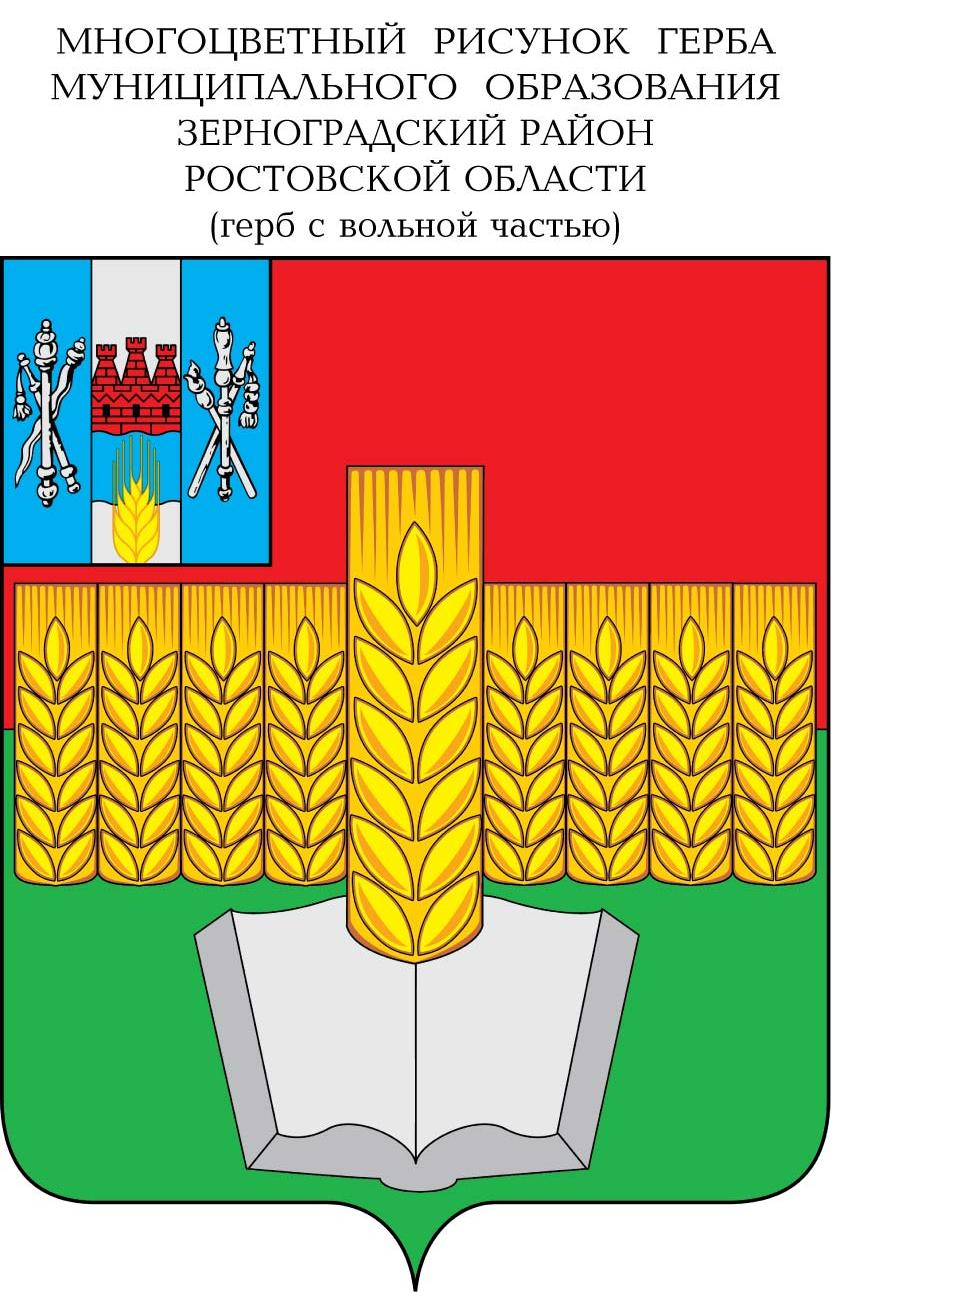 МНОГОЦВЕТНЫЙ РИСУНОК ГЕРБА
МУНИЦИПАЛЬНОГО ОБРАЗОВАНИЯ
ЗЕРНОГРАДСКИЙ РАЙОН
РОСТОВСКОЙ ОБЛАСТИ
(герб с вольной частью)